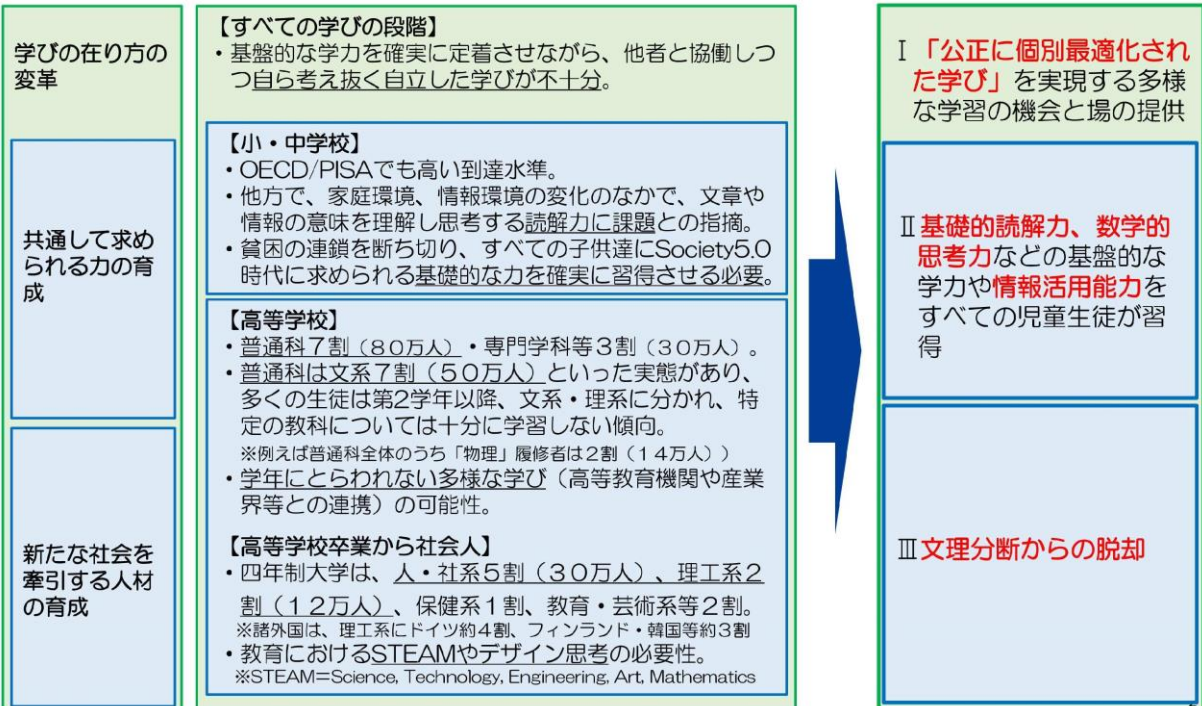 学びの在り方の
変革
共通して求め
られる力の育
成
新たな社会を
牽引する人材
の育成
【すべての学びの段階】
・基盤的な学力を確実に定着させながら、他者と協働しつ
つ自ら考え抜く自立した学びが不十分。
【小・中学校】
・OECD/PISAでも高い到達水準。
・他方で、家庭環境、情報環境の変化のなかで、文章や
情報の意味を理解し思考する読解力に課題との指摘。
・貧困の連鎖を断ち切り、すべての子供達にSociety5.0
時代に求められる基礎的な力を確実に習得させる必要。
【高等学校】
・普通科７割（８０万人）・専門学科等３割（３０万人）。
・普通科は文系７割（５０万人）といった実態があり、
多くの生徒は第2学年以降、文系・理系に分かれ、特
定の教科については十分に学習しない傾向。
※例えば普通科全体のうち「物理」履修者は２割（１４万人））
・学年にとらわれない多様な学び（高等教育機関や産業
界等との連携）の可能性。
【高等学校卒業から社会人】
・四年制大学は、人・社系５割（３０万人）、理工系２
割（１２万人）、保健系１割、教育・芸術系等２割。
※諸外国は、理工系にドイツ約４割、フィンランド・韓国等約３割
・教育におけるSTEAMやデザイン思考の必要性。
※STEAM=Science, Technology, Engineering, Art, Mathematics
Ⅰ「公正に個別最適化され
た学び」を実現する多様
な学習の機会と場の提供
Ⅱ基礎的読解力、数学的
思考力などの基盤的な
学力や情報活用能力を
すべての児童生徒が習
得
Ⅲ文理分断からの脱却